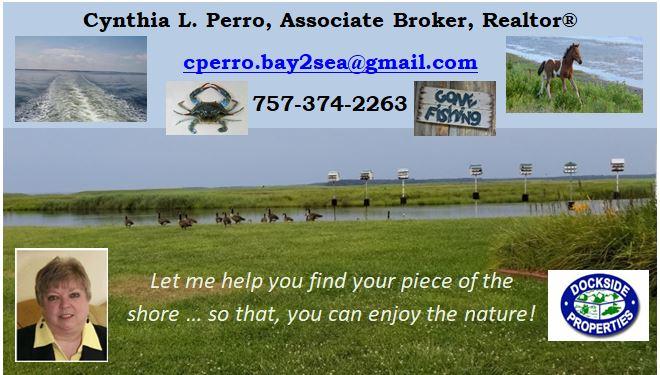 Cynthia L. Perro, Associate Broker, Realtor®
cperro.bay2sea@gmail.com
757-374-2263
GONE
FISHING
Let me help you find your piece of the
shore … so that, you can enjoy the nature!
DOCKSIDE
PROPERTIES